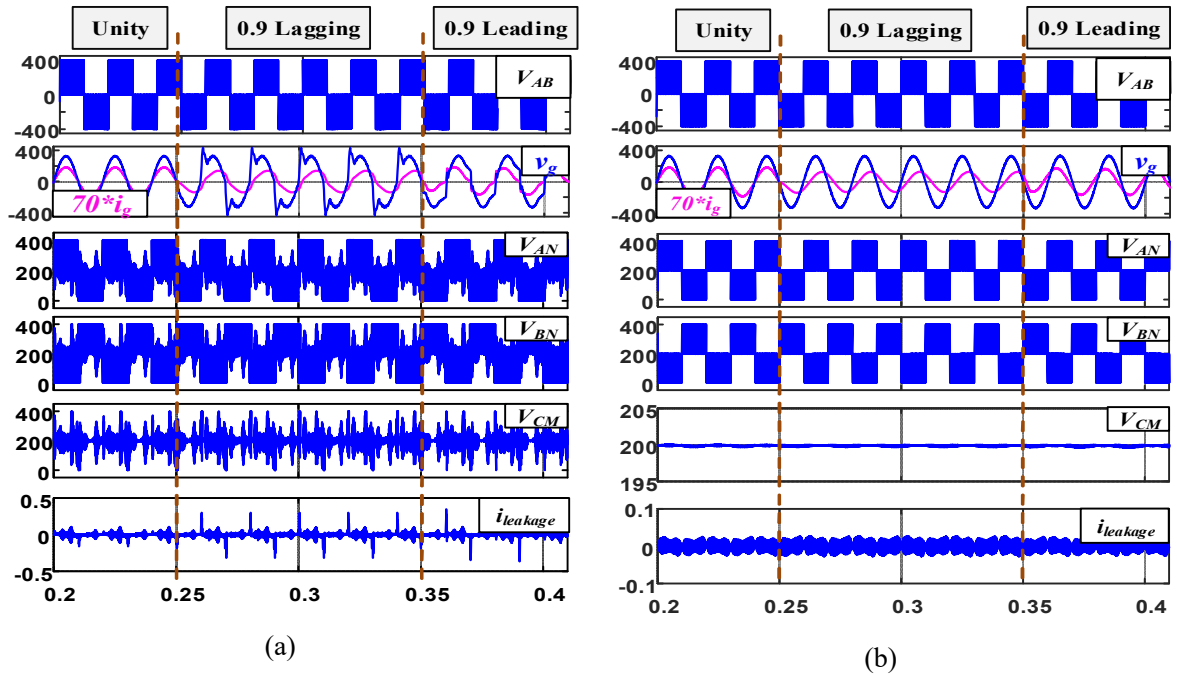 Unity 0.9 Lagging 0.9 Leading
400
0
-400
V_AB
400
0
-400
v_g
70*i_g
400
200
0
V_AN
400
200
0
V_BN
400
200
0
V_CM
0.5
0
-0.5
i_leakage
0.2 0.25 0.3 0.35 0.4
(a)
Unity 0.9 Lagging 0.9 Leading
400
0
-400
V_AB
400
0
-400
v_g
70*i_g
400
200
0
V_AN
400
200
0
V_BN
205
200
195
V_CM
0.1
0
-0.1
i_leakage
0.2 0.25 0.3 0.35 0.4
(b)